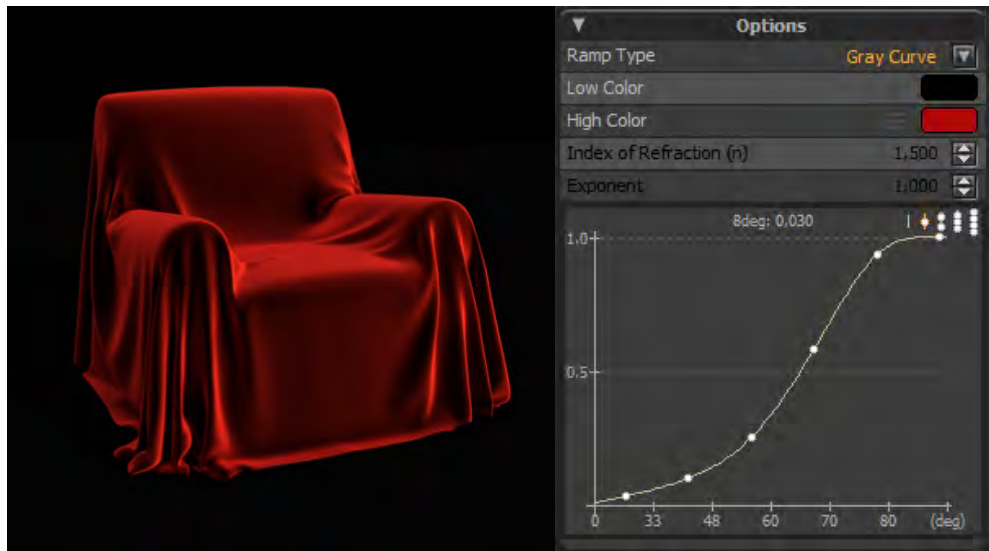 Options
Ramp Type Gray Curve
Low Color
High Color
Index of Refraction (n) 1,500
Exponent 1,000
8deg: 0,030
1,0
0,5
0 33 48 60 70 80 (deg)